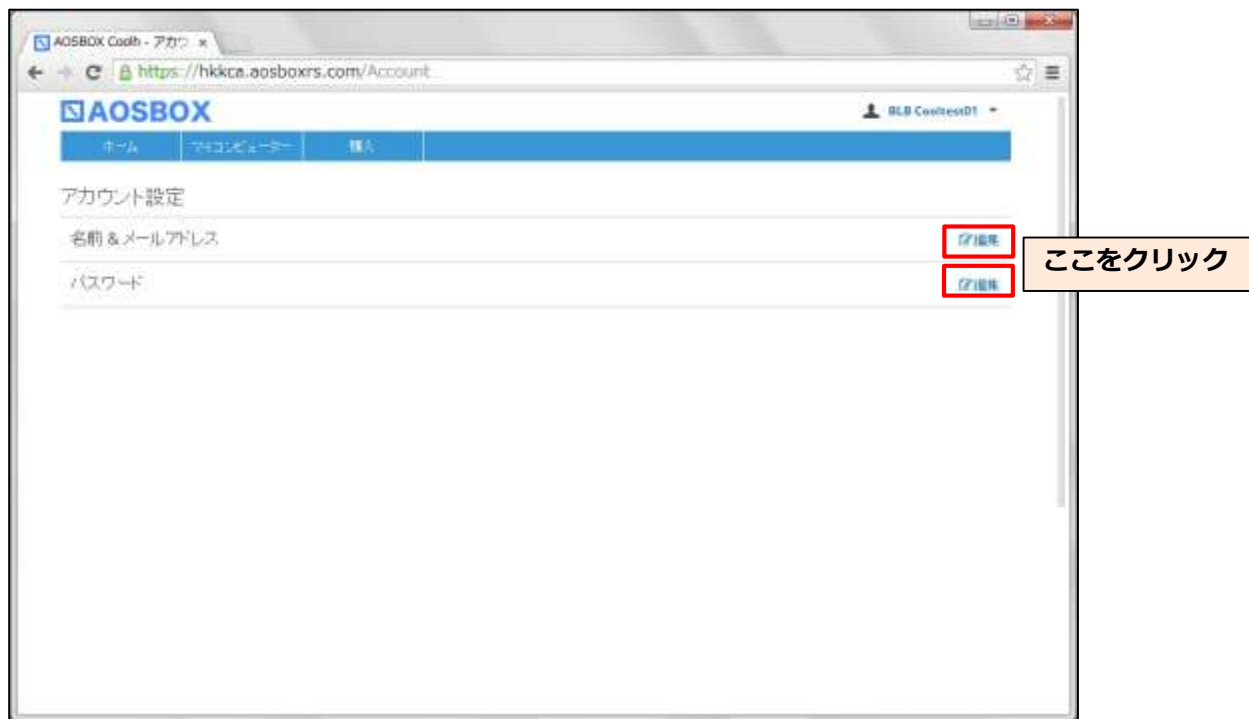 AOSBOX Coolh - アカウ ×
https://hkkca.aosboxrs.com/Account
AOSBOX
BLB Cooltest01
ホーム マイコンピューター 購入
アカウント設定
名前 & メールアドレス 編集
ここをクリック
パスワード 編集